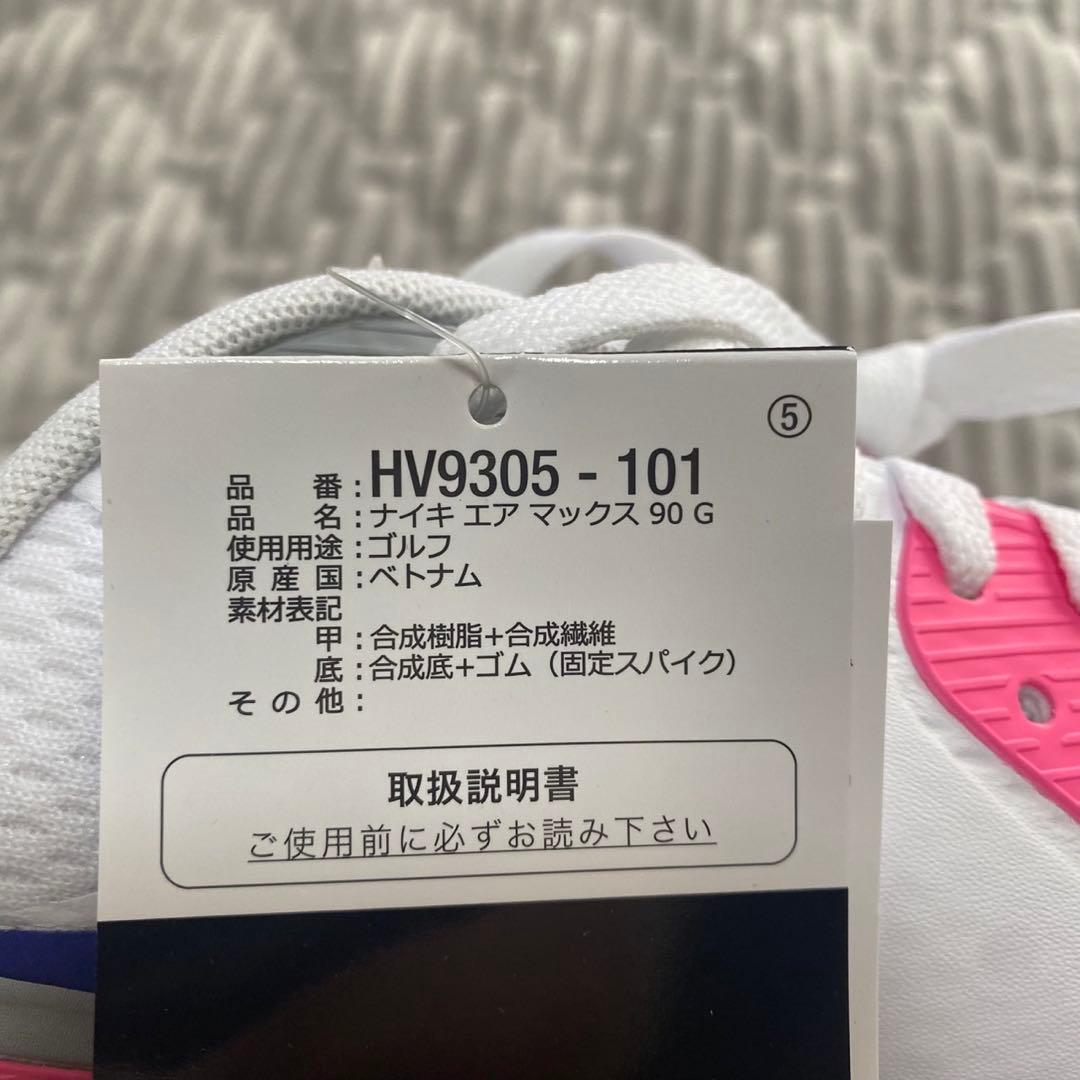 ⑤
品番:HV9305 - 101
品名:ナイキ エア マックス 90 G
使用用途:ゴルフ
原産国:ベトナム
素材表記
甲:合成樹脂+合成繊維
底:合成底+ゴム(固定スパイク)
その他:
取扱説明書
ご使用前に必ずお読み下さい